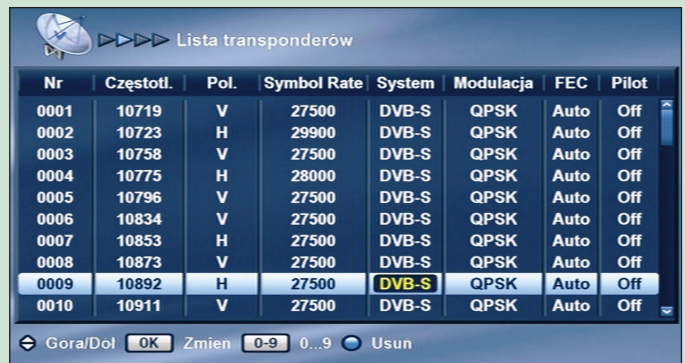 Lista transponderów
Nr Częstotl. Pol. Symbol Rate System Modulacja FEC Pilot
0001 10719 V 27500 DVB-S QPSK Auto Off
0002 10723 H 29900 DVB-S QPSK Auto Off
0003 10758 V 27500 DVB-S QPSK Auto Off
0004 10775 H 28000 DVB-S QPSK Auto Off
0005 10796 V 27500 DVB-S QPSK Auto Off
0006 10834 V 27500 DVB-S QPSK Auto Off
0007 10853 H 27500 DVB-S QPSK Auto Off
0008 10873 V 27500 DVB-S QPSK Auto Off
0009 10892 H 27500 DVB-S QPSK Auto Off
0010 10911 V 27500 DVB-S QPSK Auto Off
Gora/Doł OK Zmien 0-9 0...9 Usuń